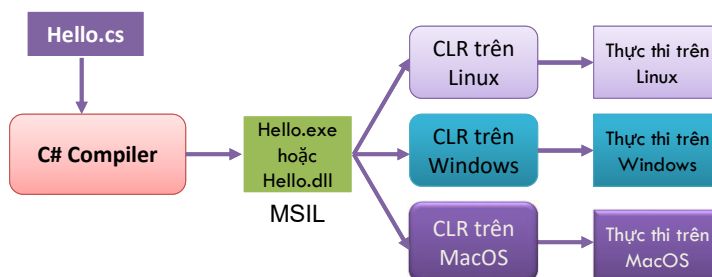 Hello.cs
C# Compiler
Hello.exe
hoặc
Hello.dll
MSIL
CLR trên
Linux
Thực thi trên
Linux
CLR trên
Windows
Thực thi trên
Windows
CLR trên
MacOS
Thực thi trên
MacOS